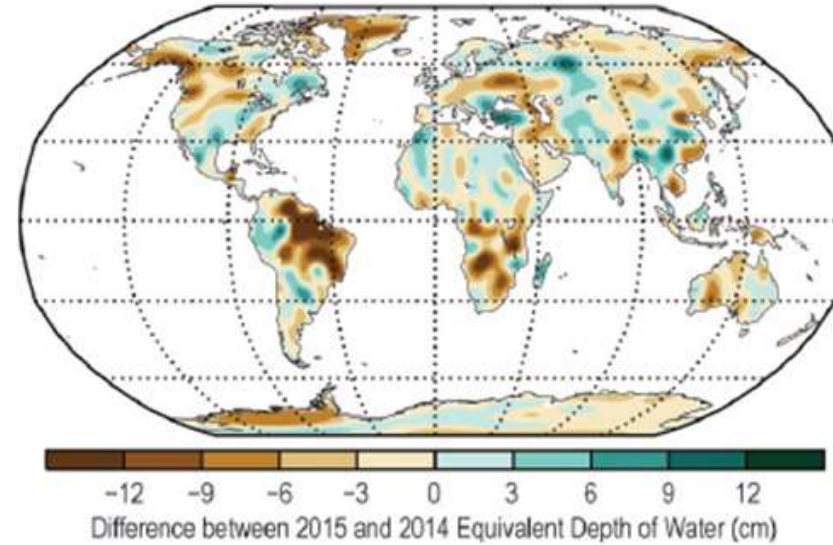 −12 −9 −6 −3 0 3 6 9 12
Difference between 2015 and 2014 Equivalent Depth of Water (cm)